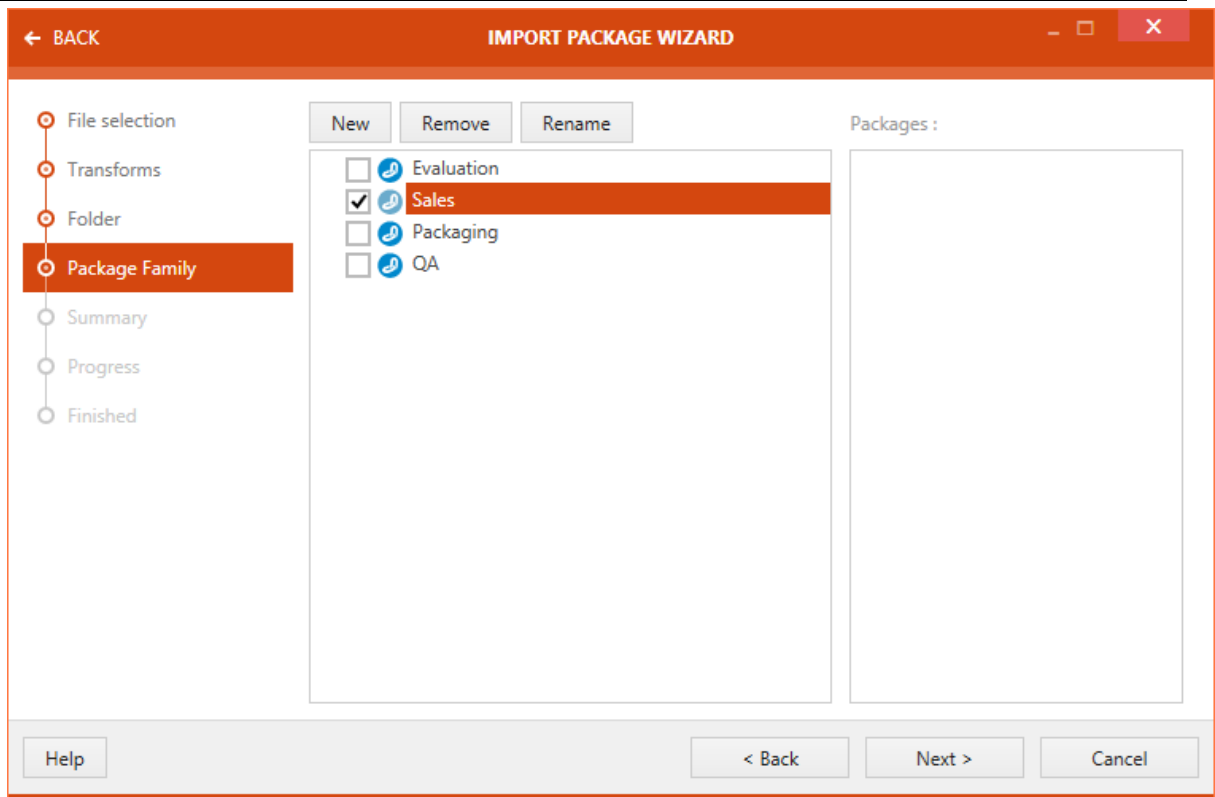 ← BACK
IMPORT PACKAGE WIZARD
File selection
Transforms
Folder
Package Family
Summary
Progress
Finished
New
Remove
Rename
Evaluation
Sales
Packaging
QA
Packages :
Help
< Back
Next >
Cancel